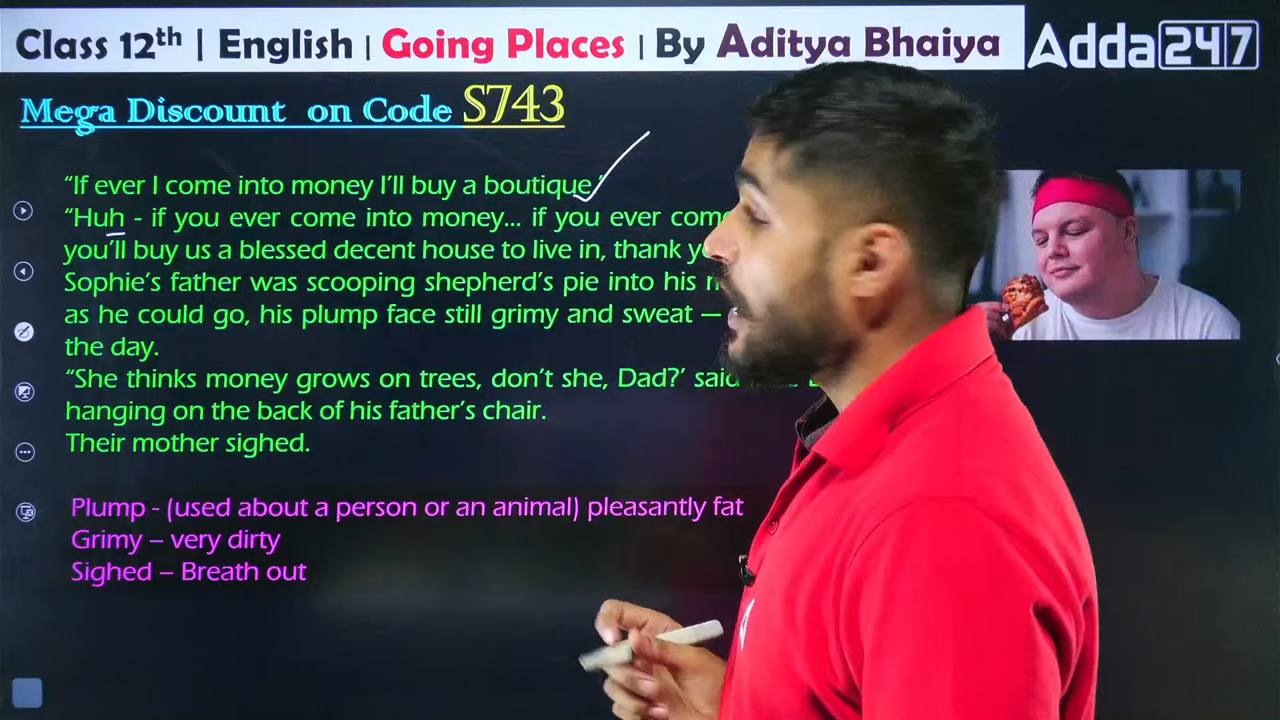 Class 12th | English | Going Places | By Aditya Bhaiya
Adda247
Mega Discount on Code S743
“If ever I come into money I’ll buy a boutique.”
“Huh - if you ever come into money... if you ever
you’ll buy us a blessed decent house to live in, thank
Sophie’s father was scooping shepherd’s pie into his
as he could go, his plump face still grimy and sweat —
the day.
“She thinks money grows on trees, don’t she, Dad?’ said
hanging on the back of his father’s chair.
Their mother sighed.
Plump - (used about a person or an animal) pleasantly fat
Grimy – very dirty
Sighed – Breath out